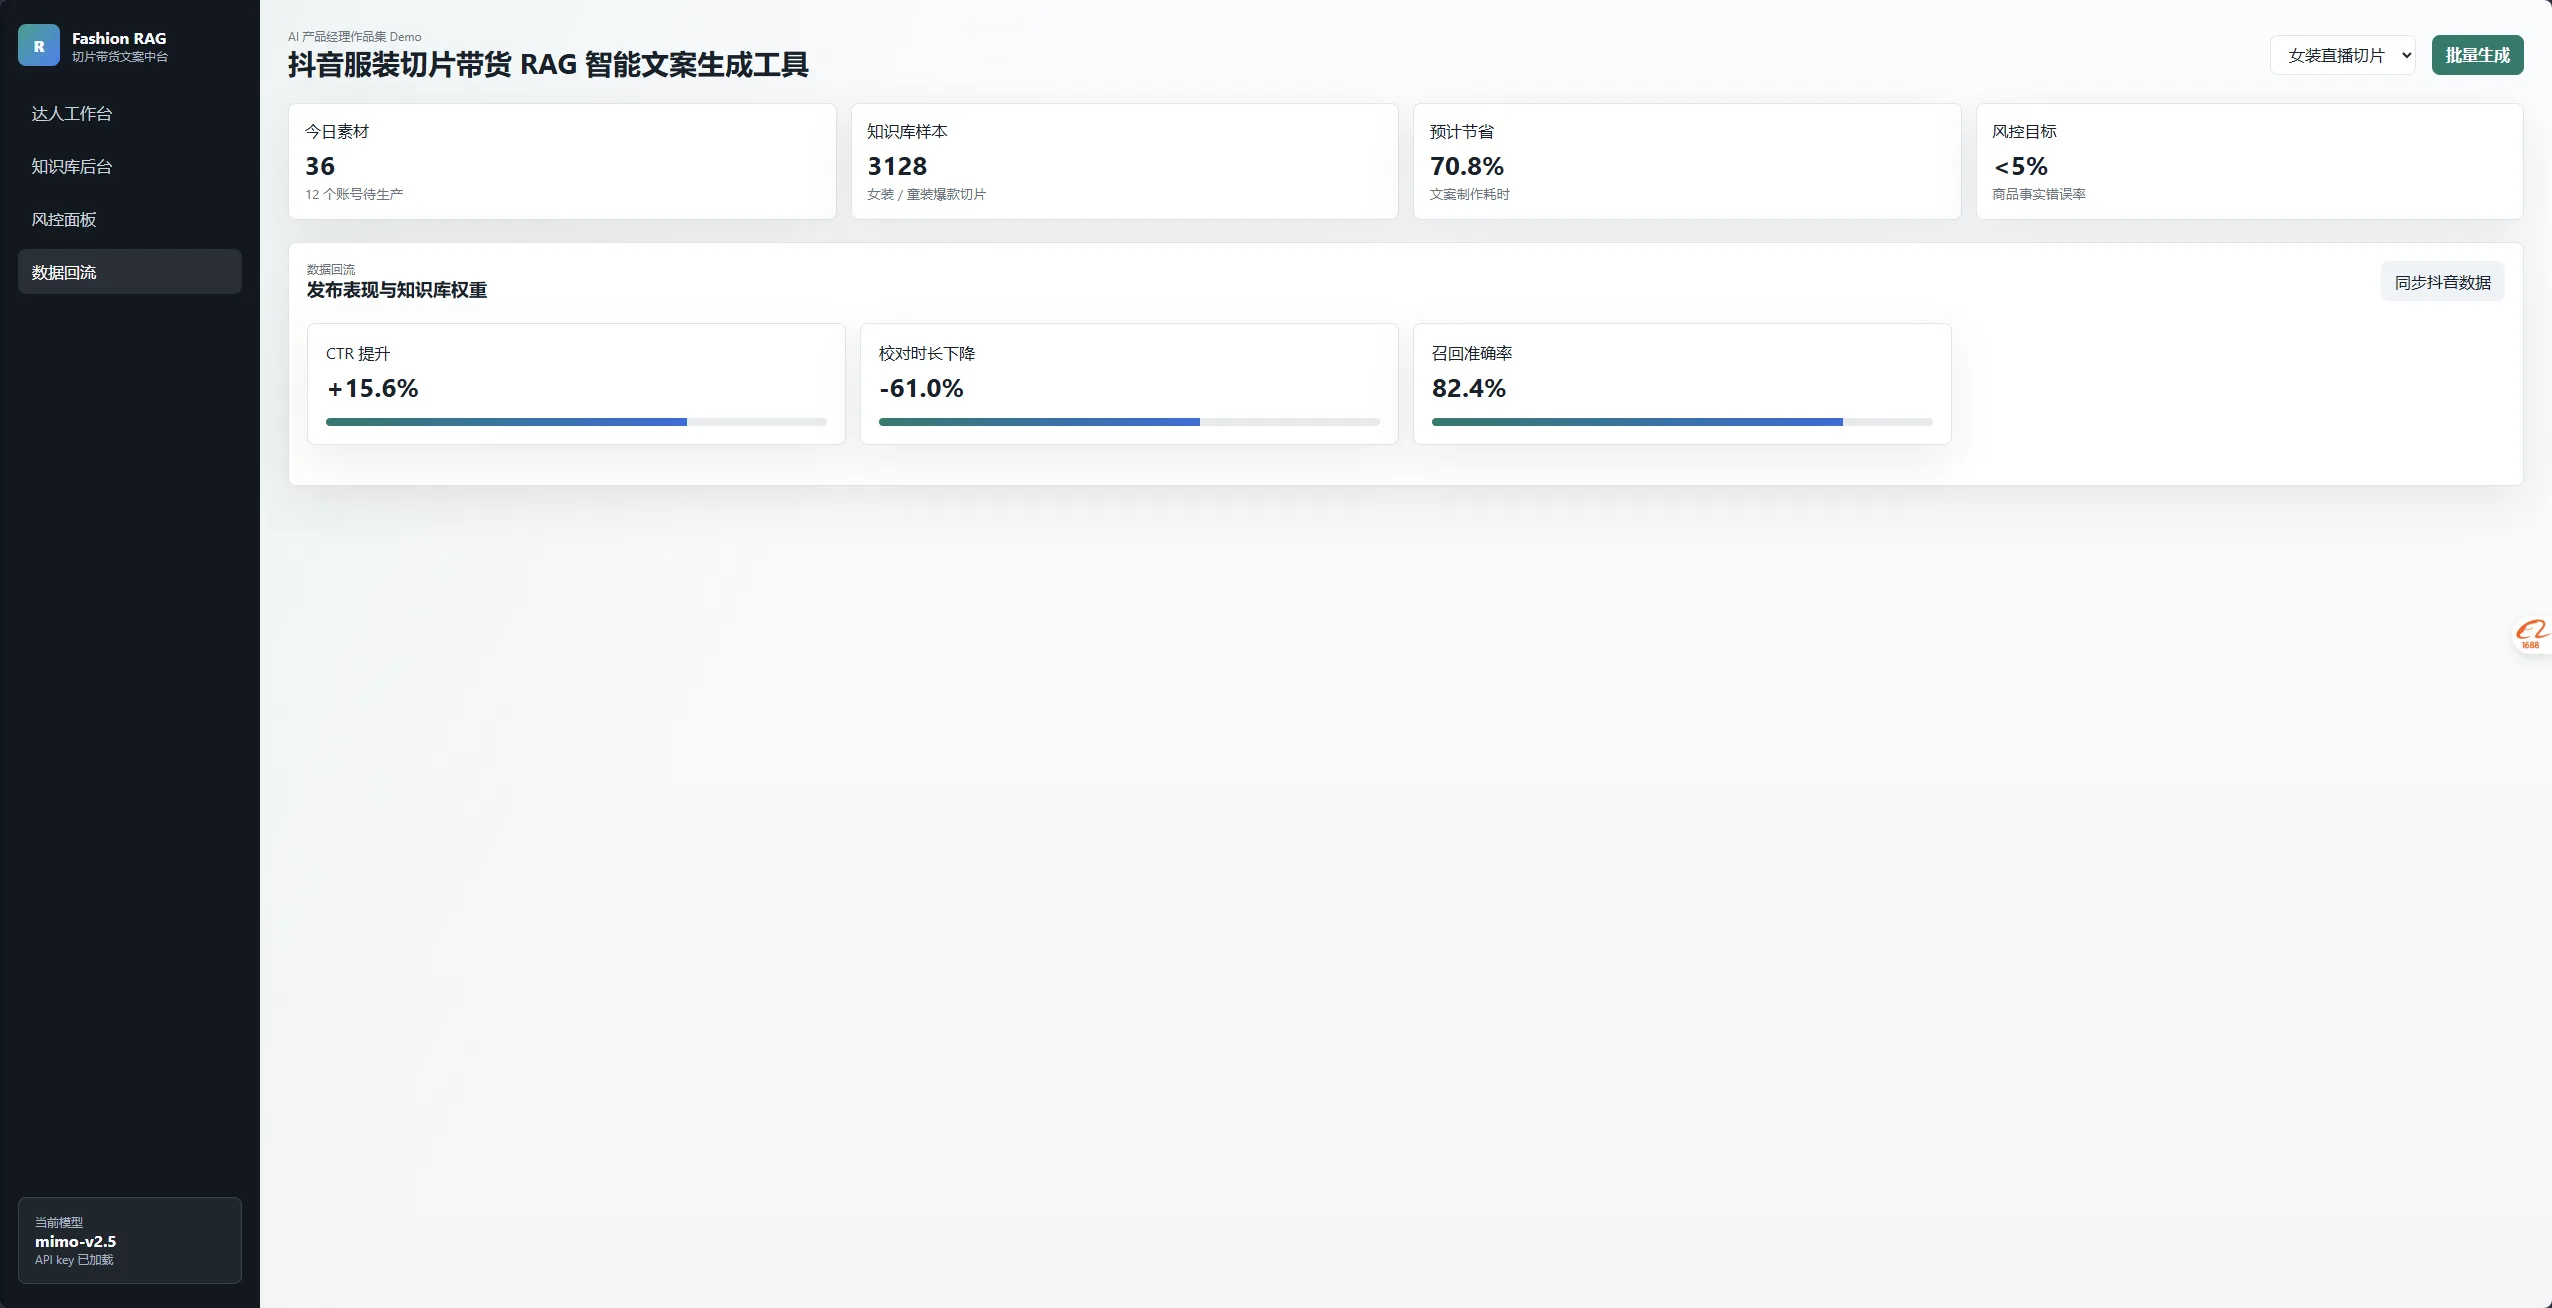 R
Fashion RAG
切片带货文案中台
达人工作台
知识库后台
风控面板
数据回流
当前模型
mimo-v2.5
API key 已加载
AI 产品经理作品集 Demo
抖音服装切片带货 RAG 智能文案生成工具
女装直播切片
批量生成
今日素材
36
12 个账号待生产
知识库样本
3128
女装 / 童装爆款切片
预计节省
70.8%
文案制作耗时
风控目标
<5%
商品事实错误率
数据回流
发布表现与知识库权重
同步抖音数据
CTR 提升
+15.6%
校对时长下降
-61.0%
召回准确率
82.4%
1688